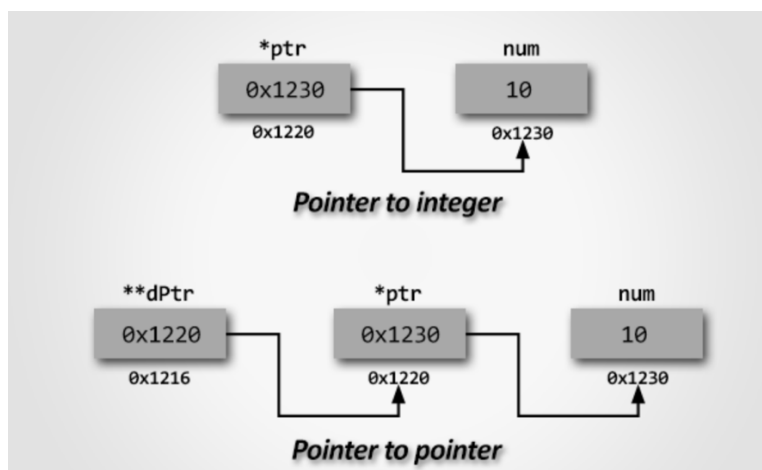 *ptr num
0x1230 10
0x1220 0x1230
Pointer to integer
**dPtr *ptr num
0x1220 0x1230 10
0x1216 0x1220 0x1230
Pointer to pointer